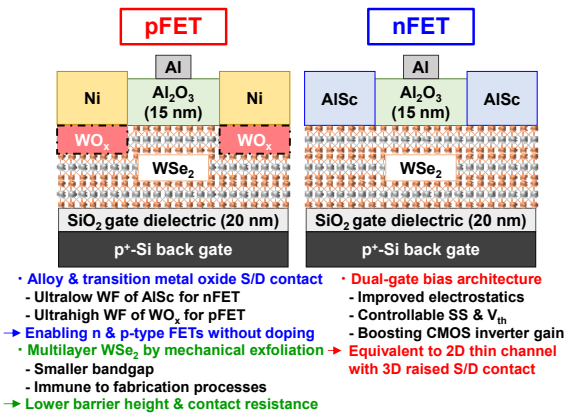 pFET
nFET
Al
Al
Ni
Al₂O₃
(15 nm)
Ni
AlSc
Al₂O₃
(15 nm)
AlSc
WOₓ
WOₓ
WSe₂
WSe₂
SiO₂ gate dielectric (20 nm)
SiO₂ gate dielectric (20 nm)
p⁺-Si back gate
p⁺-Si back gate
· Alloy & transition metal oxide S/D contact
- Ultralow WF of AlSc for nFET
- Ultrahigh WF of WOₓ for pFET
→ Enabling n & p-type FETs without doping
· Multilayer WSe₂ by mechanical exfoliation
- Smaller bandgap
- Immune to fabrication processes
→ Lower barrier height & contact resistance
· Dual-gate bias architecture
- Improved electrostatics
- Controllable SS & Vth
- Boosting CMOS inverter gain
→ Equivalent to 2D thin channel
with 3D raised S/D contact